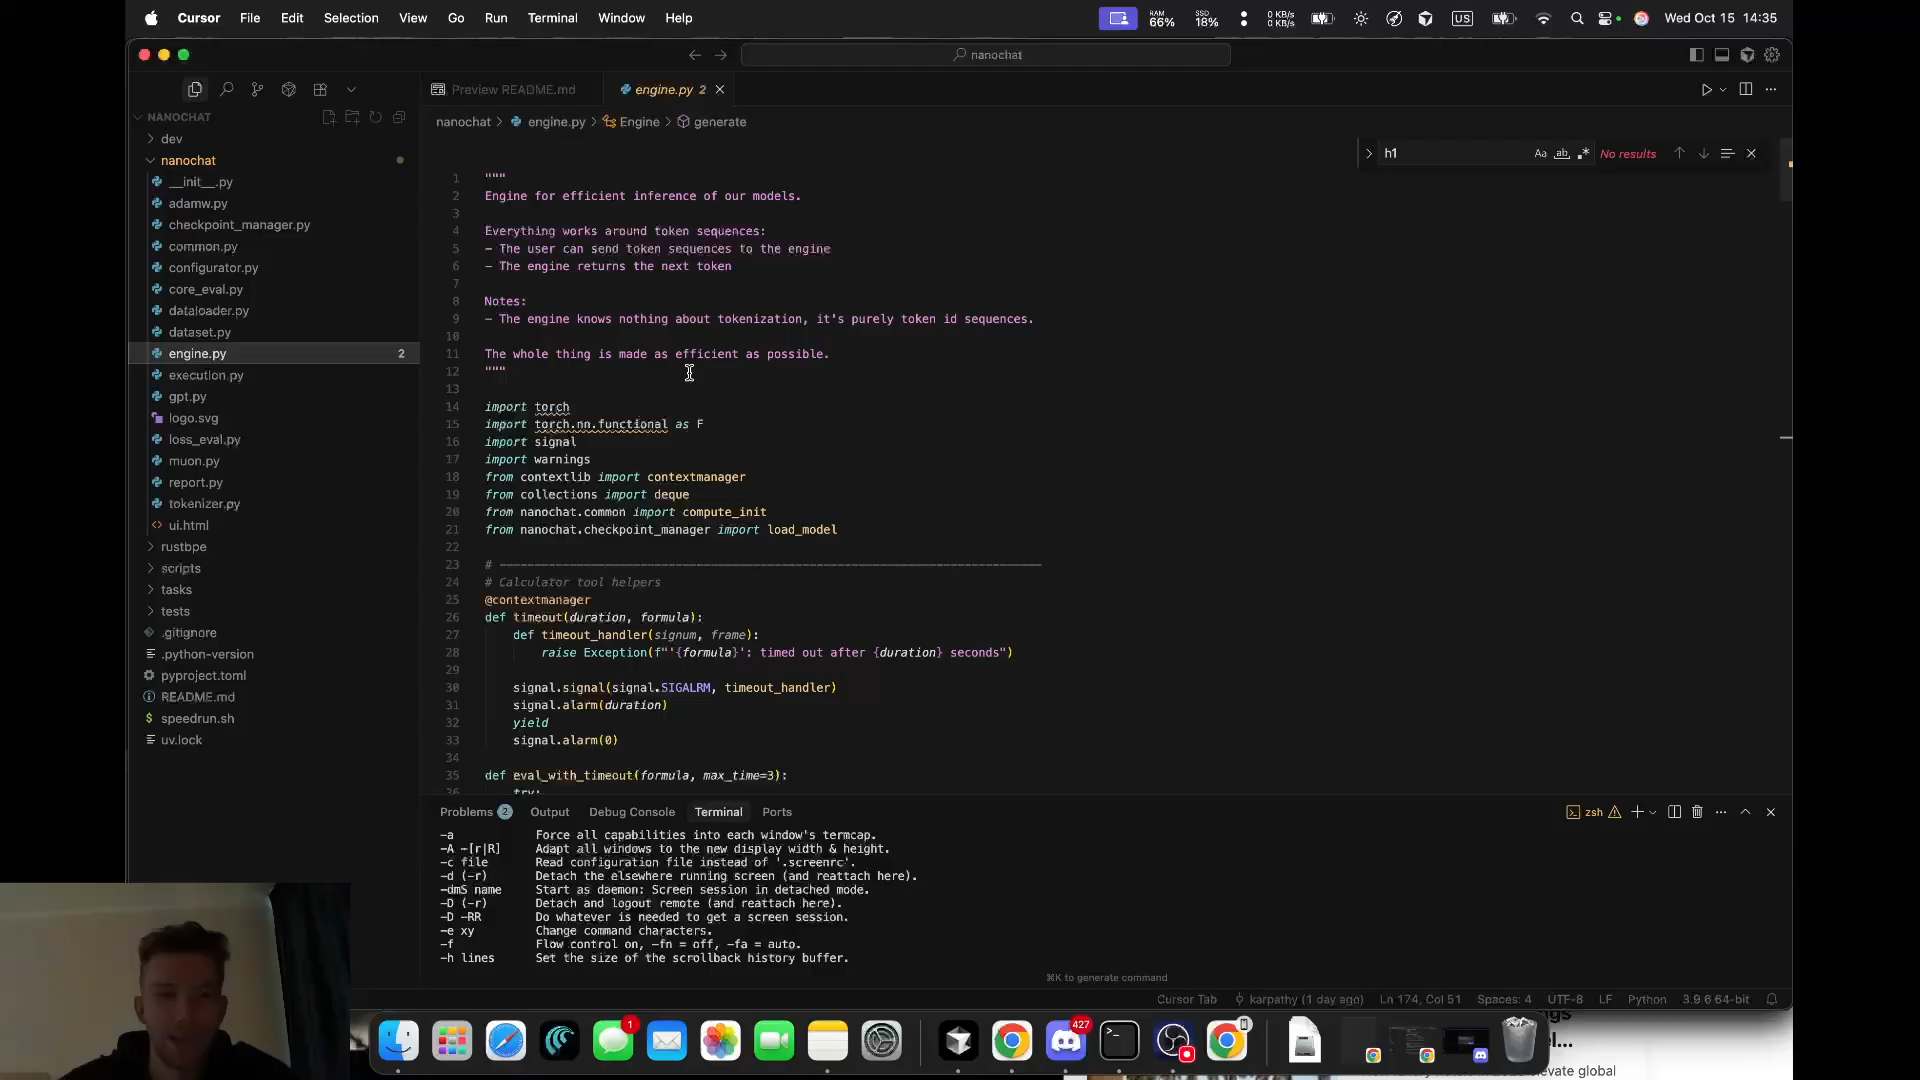 Cursor File Edit Selection View Go Run Terminal Window Help
RAM 66% SSD 18% 0 KB/s 0 KB/s US Wed Oct 15 14:35
nanochat
Preview README.md
engine.py 2
nanochat > engine.py > Engine > generate
NANOCHAT
dev
nanochat
__init__.py
adamw.py
checkpoint_manager.py
common.py
configurator.py
core_eval.py
dataloader.py
dataset.py
engine.py 2
execution.py
gpt.py
logo.svg
loss_eval.py
muon.py
report.py
tokenizer.py
ui.html
rustbpe
scripts
tasks
tests
.gitignore
.python-version
pyproject.toml
README.md
speedrun.sh
uv.lock
h1 Aa ab .* No results
1 """
2 Engine for efficient inference of our models.
3
4 Everything works around token sequences:
5 - The user can send token sequences to the engine
6 - The engine returns the next token
7
8 Notes:
9 - The engine knows nothing about tokenization, it's purely token id sequences.
10
11 The whole thing is made as efficient as possible.
12 """
13
14 import torch
15 import torch.nn.functional as F
16 import signal
17 import warnings
18 from contextlib import contextmanager
19 from collections import deque
20 from nanochat.common import compute_init
21 from nanochat.checkpoint_manager import load_model
22
23 # -----------------------------------------------------------------------------
24 # Calculator tool helpers
25 @contextmanager
26 def timeout(duration, formula):
27 def timeout_handler(signum, frame):
28 raise Exception(f"'{formula}': timed out after {duration} seconds")
29
30 signal.signal(signal.SIGALRM, timeout_handler)
31 signal.alarm(duration)
32 yield
33 signal.alarm(0)
34
35 def eval_with_timeout(formula, max_time=3):
36 try:
Problems 2 Output Debug Console Terminal Ports
zsh
-a Force all capabilities into each window's termcap.
-A -[r|R] Adapt all windows to the new display width & height.
-c file Read configuration file instead of '.screenrc'.
-d (-r) Detach the elsewhere running screen (and reattach here).
-dmS name Start as daemon: Screen session in detached mode.
-D (-r) Detach and logout remote (and reattach here).
-D -RR Do whatever is needed to get a screen session.
-e xy Change command characters.
-f Flow control on, -fn = off, -fa = auto.
-h lines Set the size of the scrollback history buffer.
⌘K to generate command
Cursor Tab karpathy (1 day ago) Ln 174, Col 51 Spaces: 4 UTF-8 LF Python 3.9.6 64-bit
1
427
elevate global